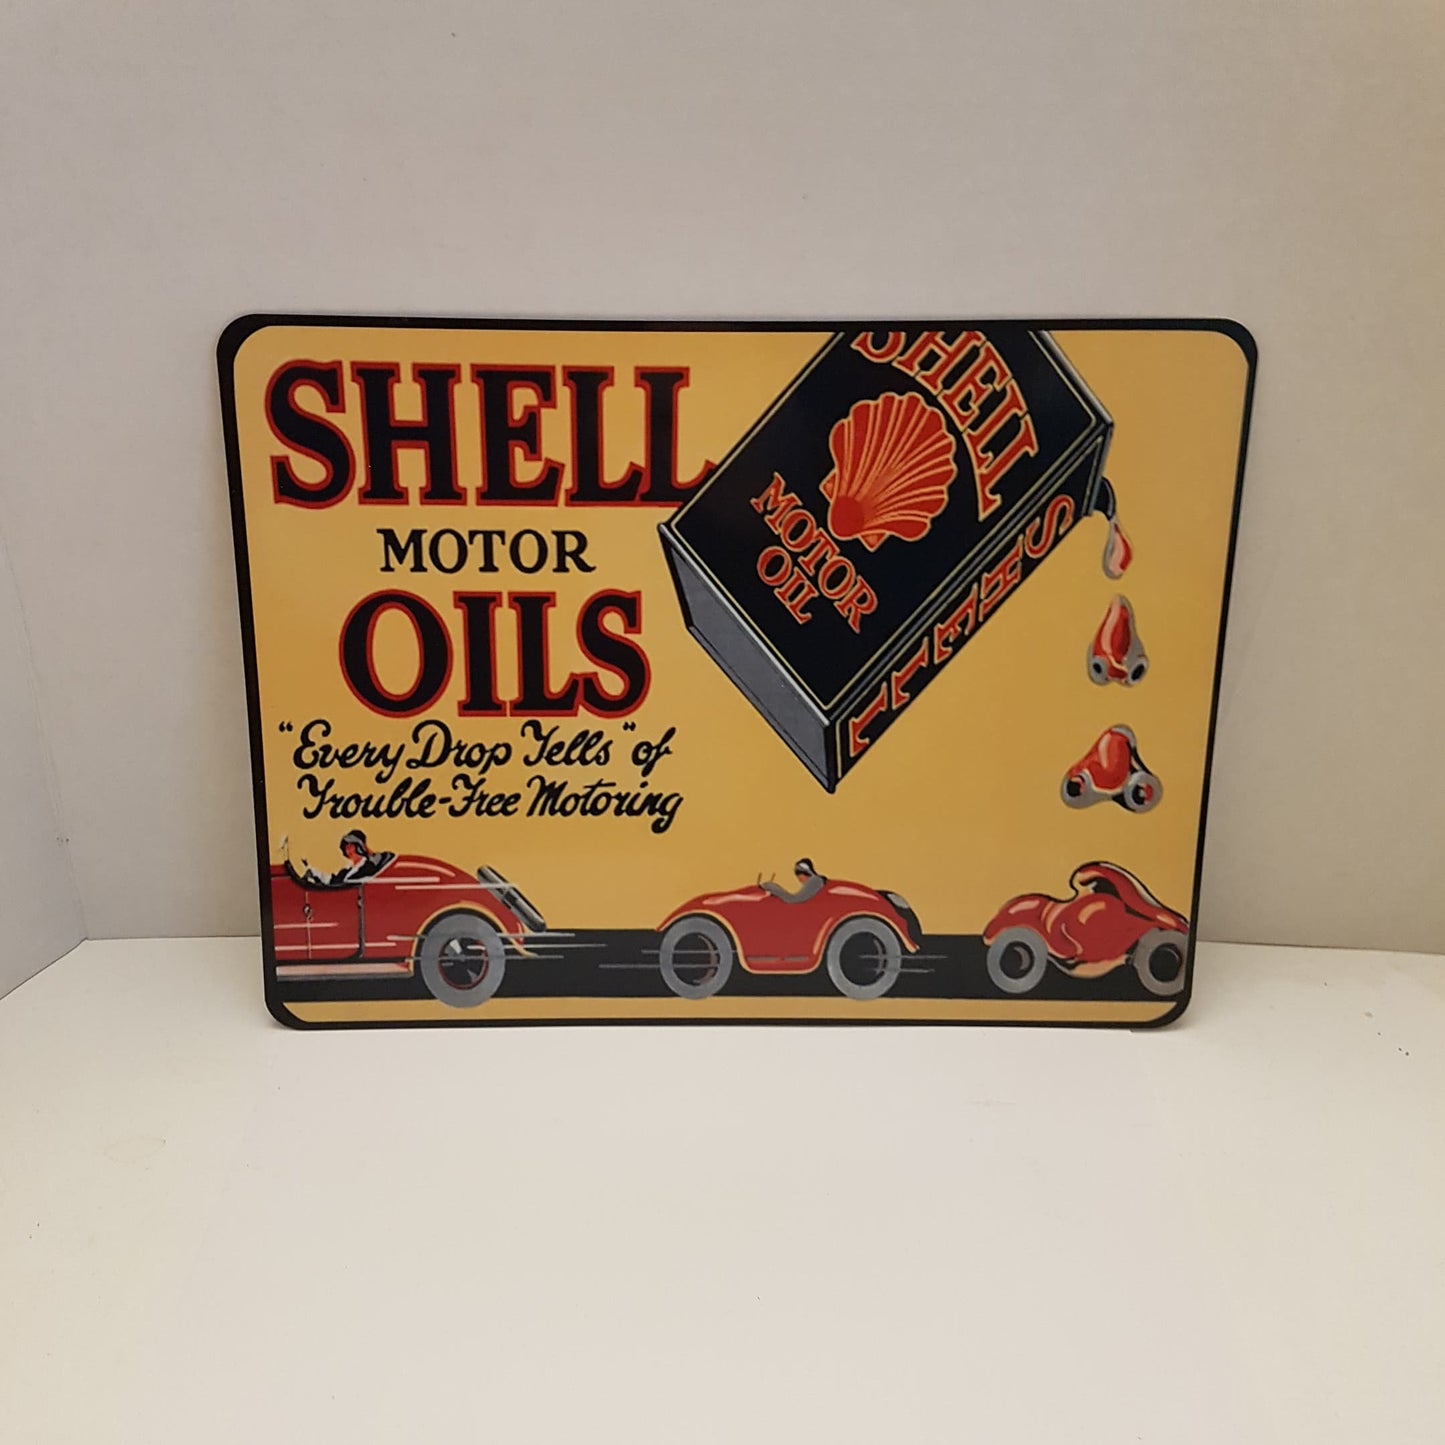 SHELL
MOTOR
OILS
"Every Drop Tells" of
Trouble-Free Motoring
SHELL
MOTOR
OIL
SHELL